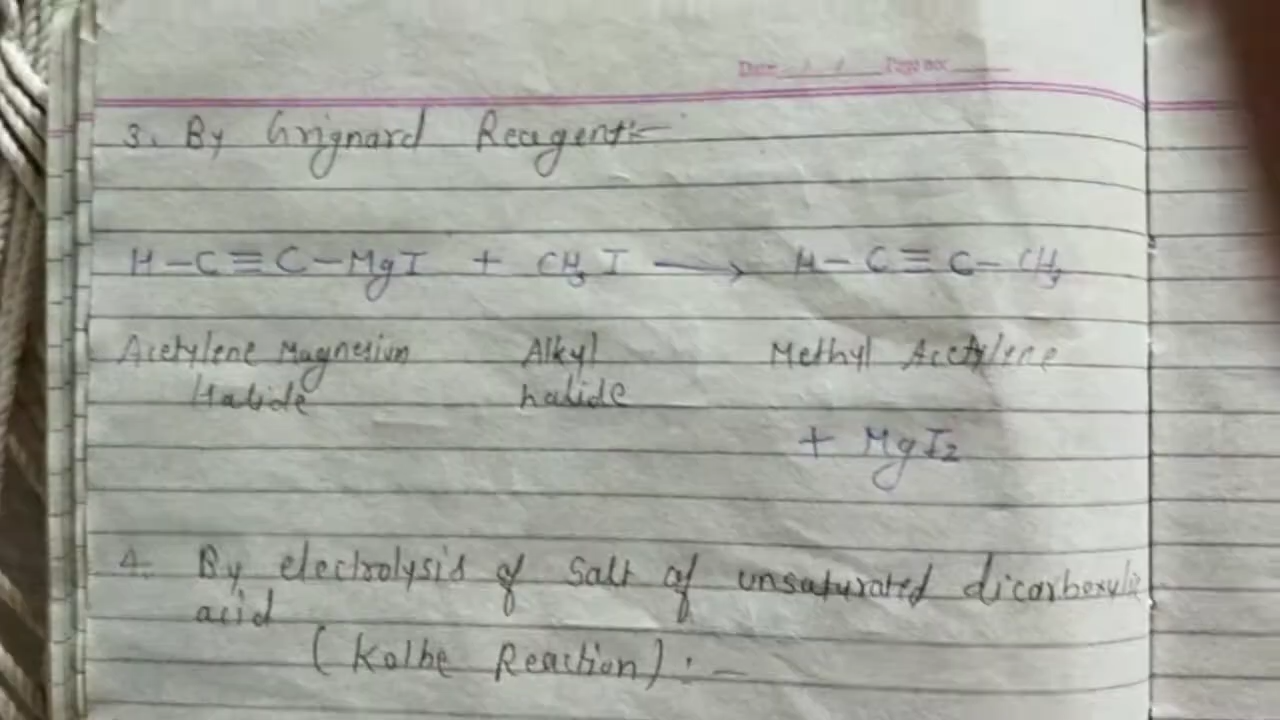 Date / / Page no:
3. By Grignard Reagent:-
H-C≡C-MgI + CH3I ⟶ H-C≡C-CH3
Acetylene Magnesium Alkyl Methyl Acetylene
Halide halide
+ MgI2
4. By electrolysis of Salt of unsaturated dicarboxylic
acid
(Kolbe Reaction):-